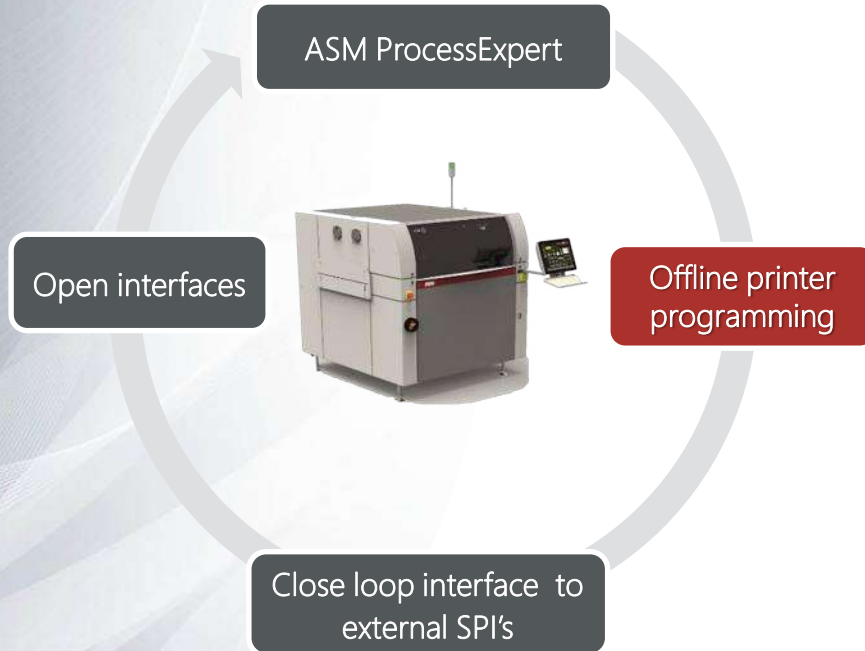 ASM ProcessExpert
Open interfaces
Offline printer
programming
Close loop interface to
external SPI's